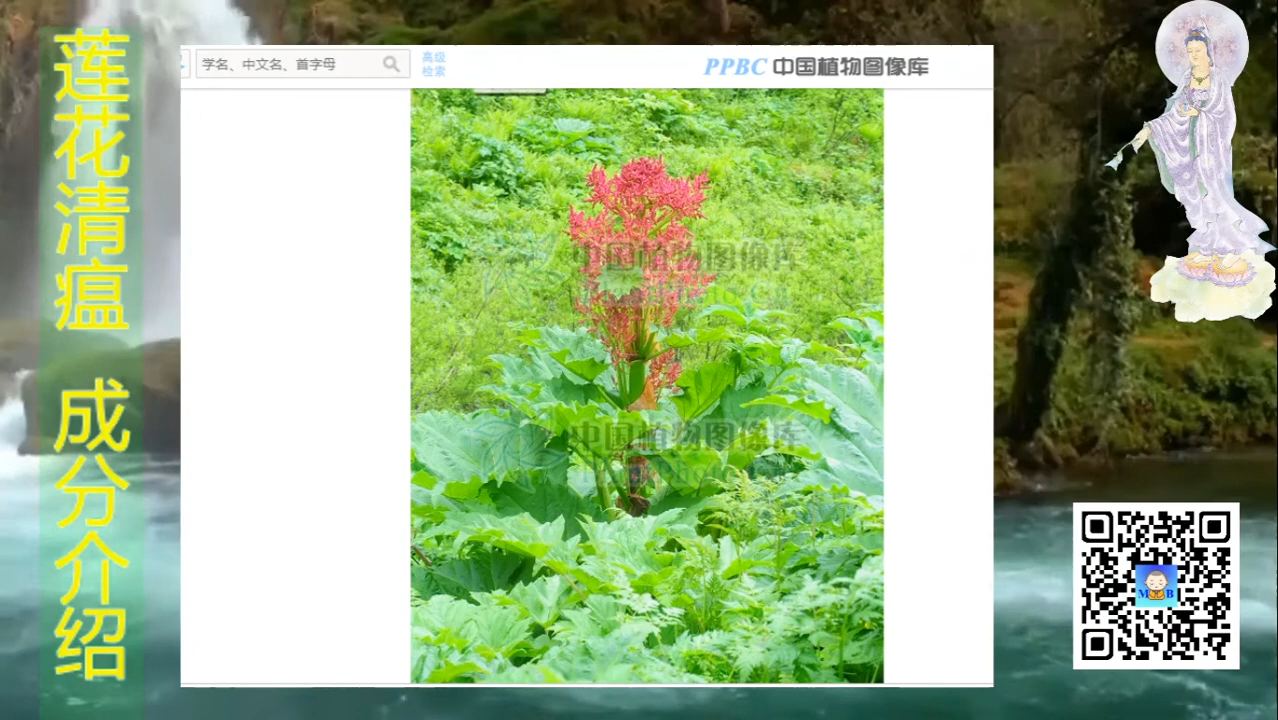 莲花清瘟 成分介绍
学名、中文名、首字母
高级
检索
PPBC 中国植物图像库
中国植物图像库
中国植物图像库
M B